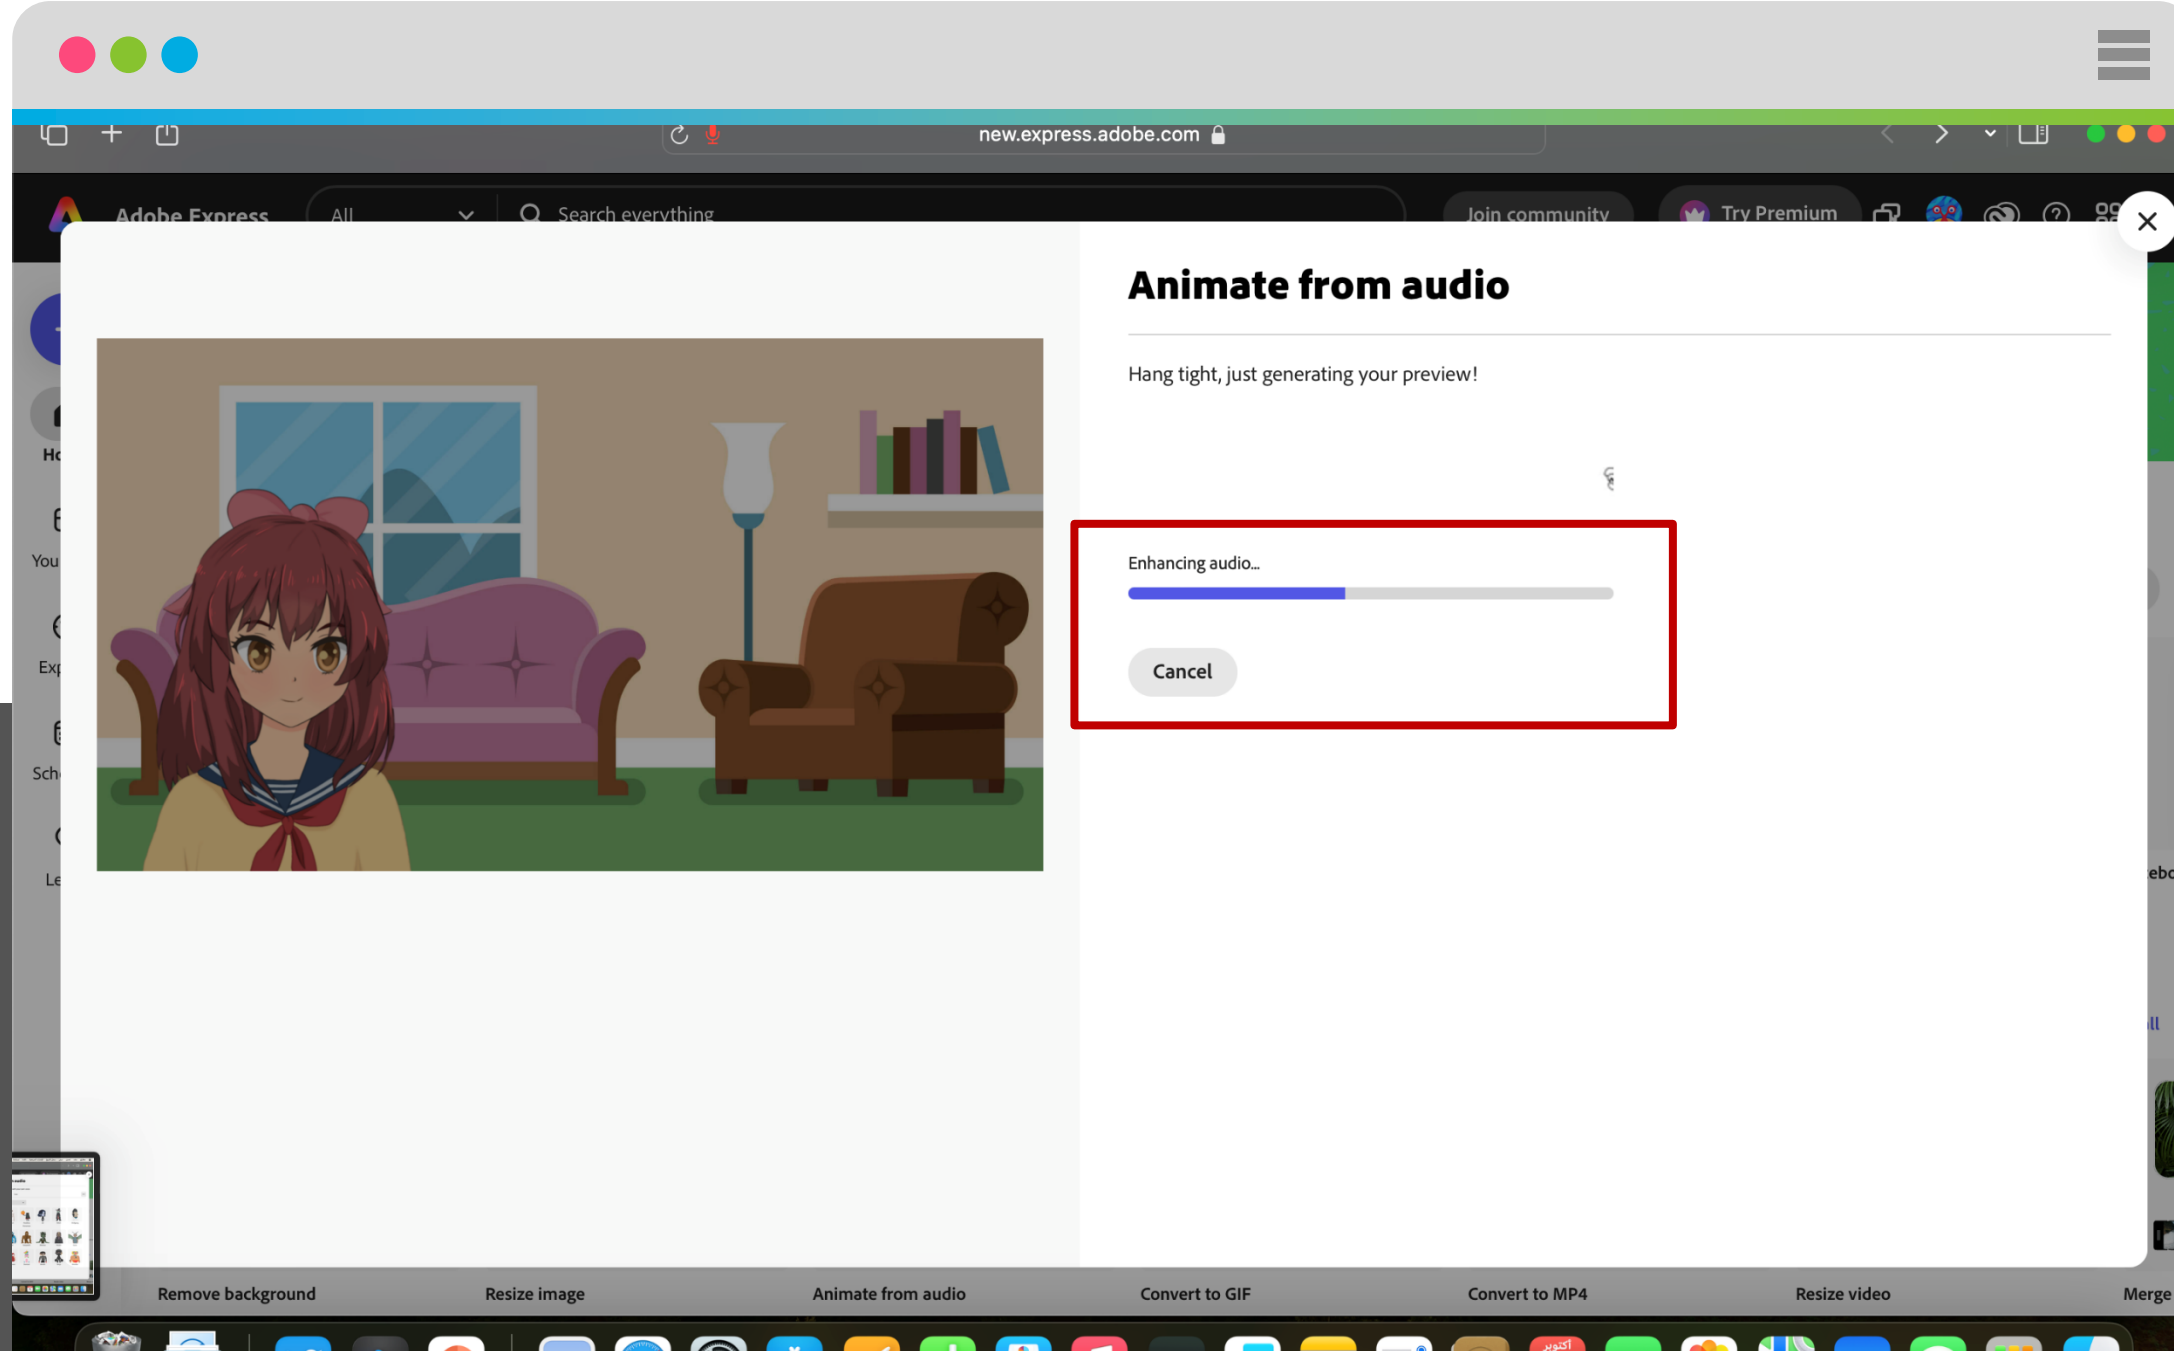 new.express.adobe.com
Adobe Express
All
Search everything
Join community
Try Premium
Animate from audio
Hang tight, just generating your preview!
You
Enhancing audio...
Cancel
Remove background
Resize image
Animate from audio
Convert to GIF
Convert to MP4
Resize video
Merge
أكتوبر